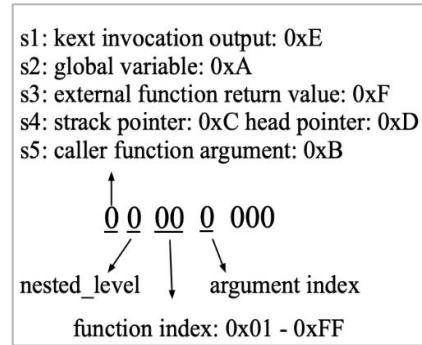 s1: kext invocation output: 0xE
s2: global variable: 0xA
s3: external function return value: 0xF
s4: strack pointer: 0xC head pointer: 0xD
s5: caller function argument: 0xB
0 0 00 0 000
nested_level argument index
function index: 0x01 - 0xFF